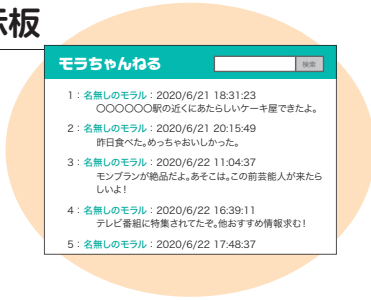 示板
モラちゃんねる
検索
1：名無しのモラル：2020/6/21 18:31:23
〇〇〇〇〇〇駅の近くにあたらしいケーキ屋できたよ。
2：名無しのモラル：2020/6/21 20:15:49
昨日食べた。めっちゃおいしかった。
3：名無しのモラル：2020/6/22 11:04:37
モンブランが絶品だよ。あそこは。この前芸能人が来たら
しいよ！
4：名無しのモラル：2020/6/22 16:39:11
テレビ番組に特集されてたぞ。他おすすめ情報求む！
5：名無しのモラル：2020/6/22 17:48:37